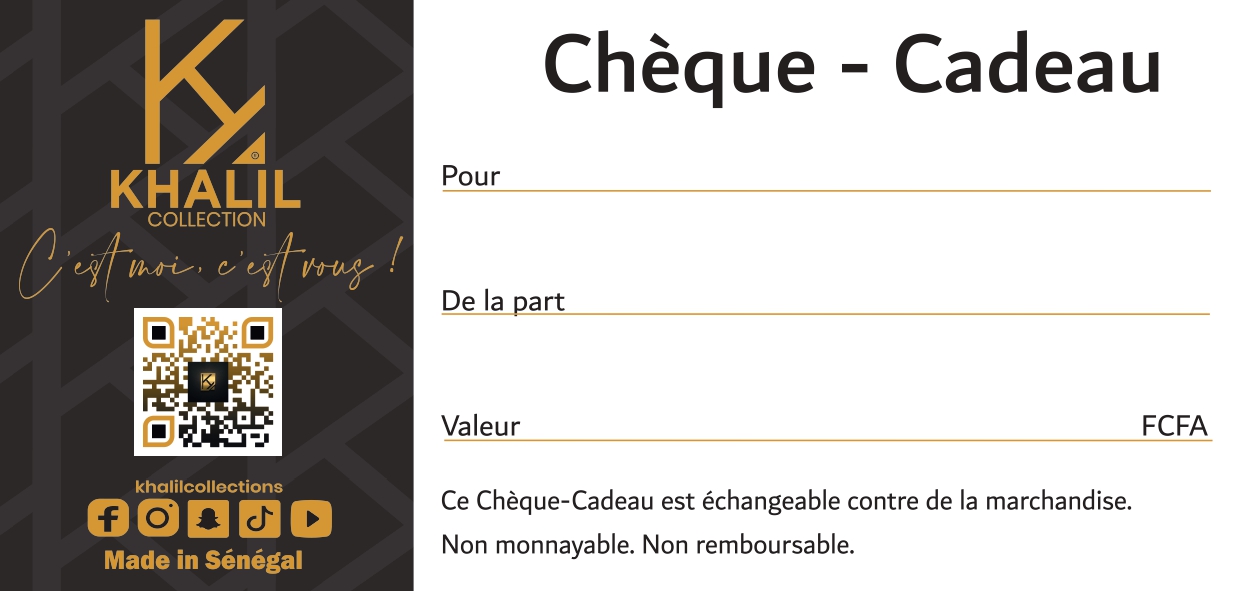 KHALIL
COLLECTION
C'est moi, c'est vous !
khalilcollections
Made in Sénégal
Chèque - Cadeau
Pour
De la part
Valeur FCFA
Ce Chèque-Cadeau est échangeable contre de la marchandise.
Non monnayable. Non remboursable.